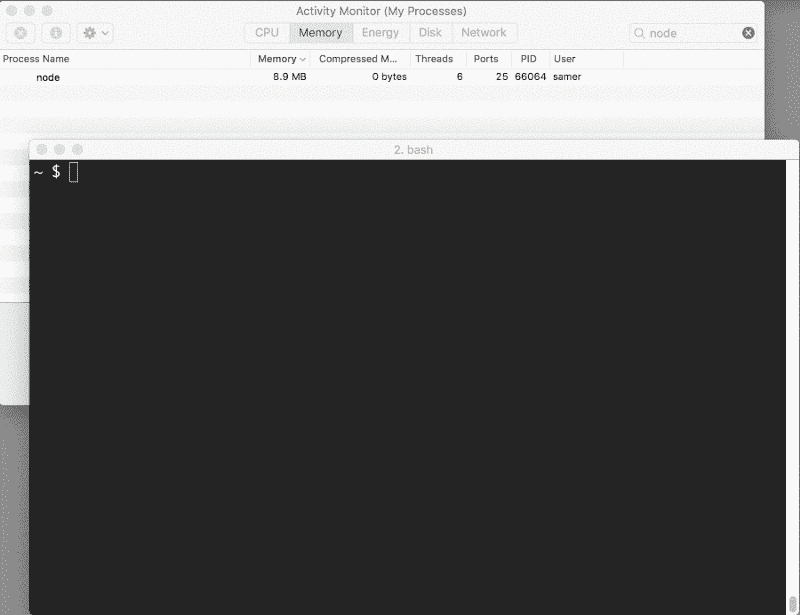 Activity Monitor (My Processes)
CPU Memory Energy Disk Network node
Process Name Memory Compressed M... Threads Ports PID User
node 8.9 MB 0 bytes 6 25 66064 samer
2. bash
~ $